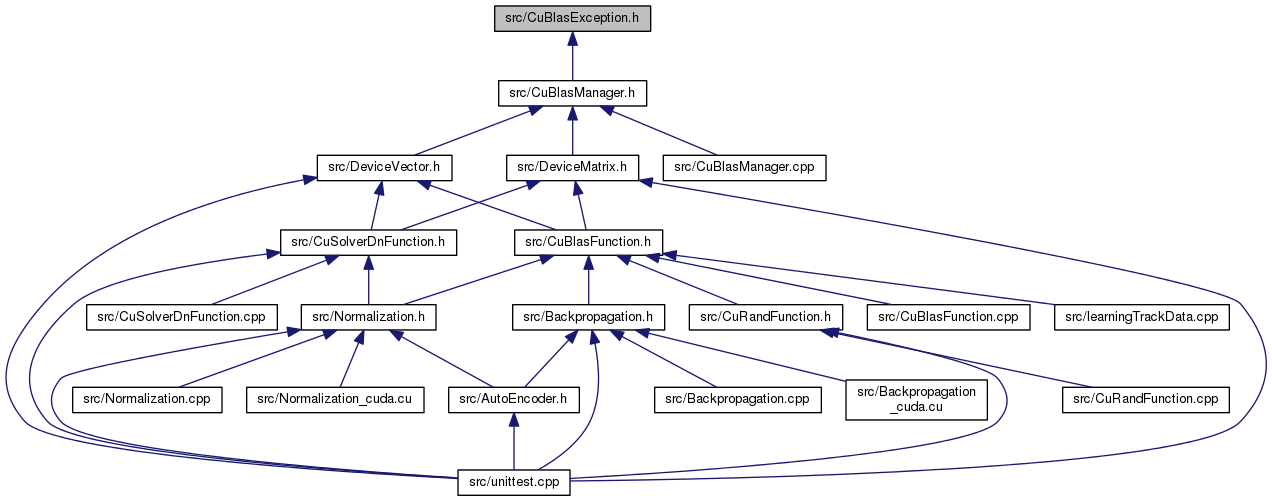 src/CuBlasException.h
src/CuBlasManager.h
src/DeviceVector.h
src/DeviceMatrix.h
src/CuBlasManager.cpp
src/CuSolverDnFunction.h
src/CuBlasFunction.h
src/CuSolverDnFunction.cpp
src/Normalization.h
src/Backpropagation.h
src/CuRandFunction.h
src/CuBlasFunction.cpp
src/learningTrackData.cpp
src/Normalization.cpp
src/Normalization_cuda.cu
src/AutoEncoder.h
src/Backpropagation.cpp
src/Backpropagation
_cuda.cu
src/CuRandFunction.cpp
src/unittest.cpp